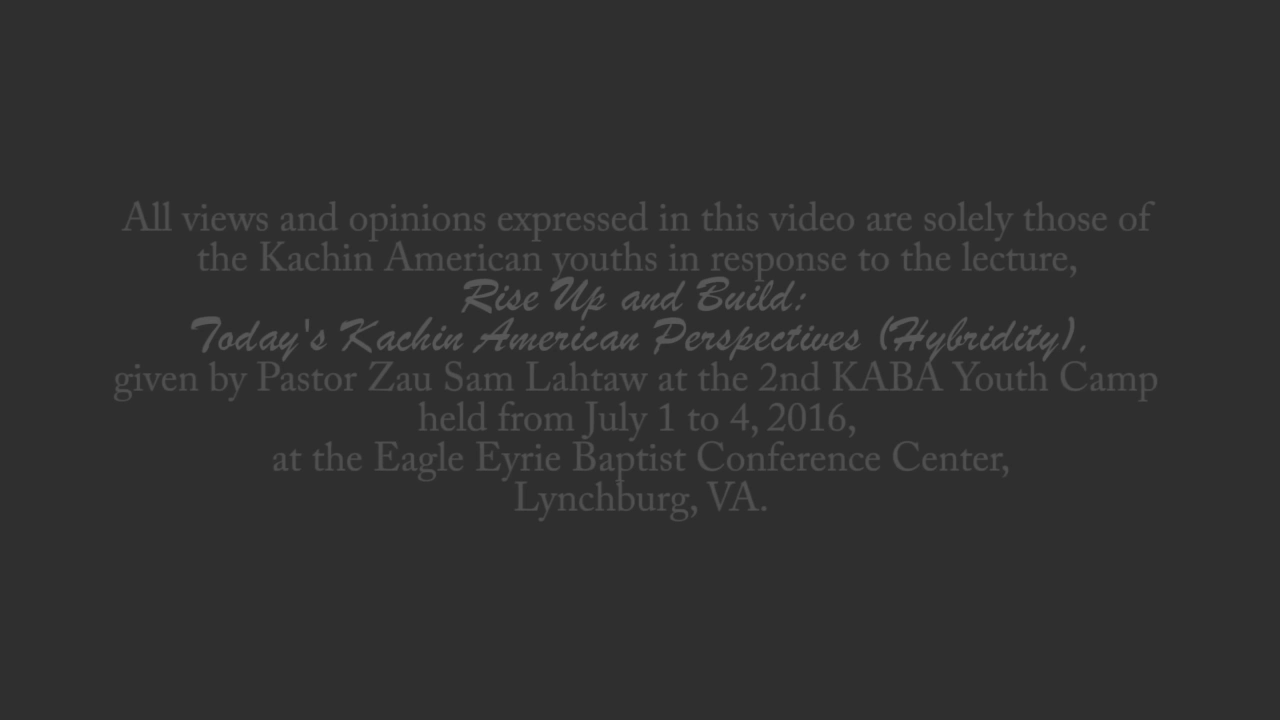 All views and opinions expressed in this video are solely those of
the Kachin American youths in response to the lecture,
Rise Up and Build:
Today's Kachin American Perspectives (Hybridity),
given by Pastor Zau Sam Lahtaw at the 2nd KABA Youth Camp
held from July 1 to 4, 2016,
at the Eagle Eyrie Baptist Conference Center,
Lynchburg, VA.